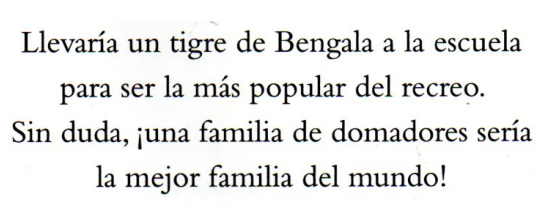 Llevaría un tigre de Bengala a la escuela
para ser la más popular del recreo.
Sin duda, ¡una familia de domadores sería
la mejor familia del mundo!